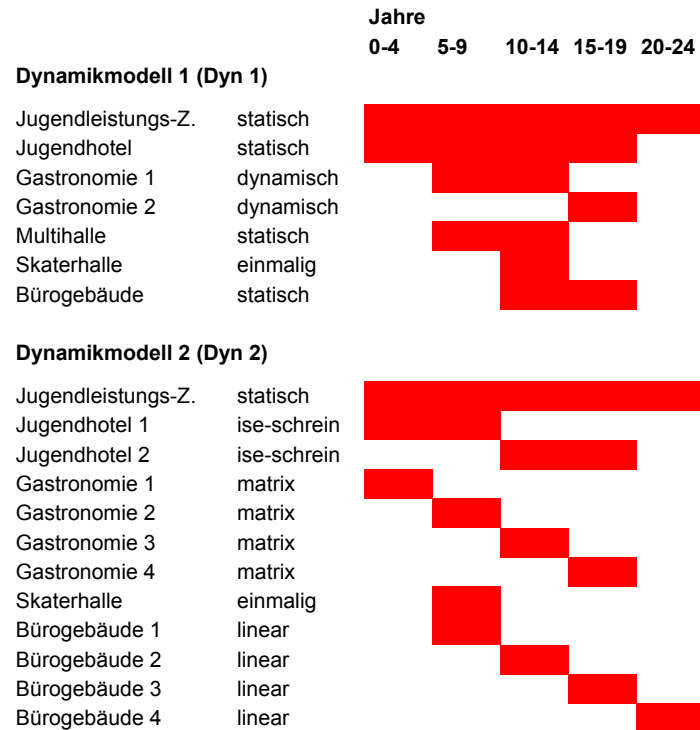 Jahre
0-4 5-9 10-14 15-19 20-24
Dynamikmodell 1 (Dyn 1)
Jugendleistungs-Z. statisch
Jugendhotel statisch
Gastronomie 1 dynamisch
Gastronomie 2 dynamisch
Multihalle statisch
Skaterhalle einmalig
Bürogebäude statisch
Dynamikmodell 2 (Dyn 2)
Jugendleistungs-Z. statisch
Jugendhotel 1 ise-schrein
Jugendhotel 2 ise-schrein
Gastronomie 1 matrix
Gastronomie 2 matrix
Gastronomie 3 matrix
Gastronomie 4 matrix
Skaterhalle einmalig
Bürogebäude 1 linear
Bürogebäude 2 linear
Bürogebäude 3 linear
Bürogebäude 4 linear